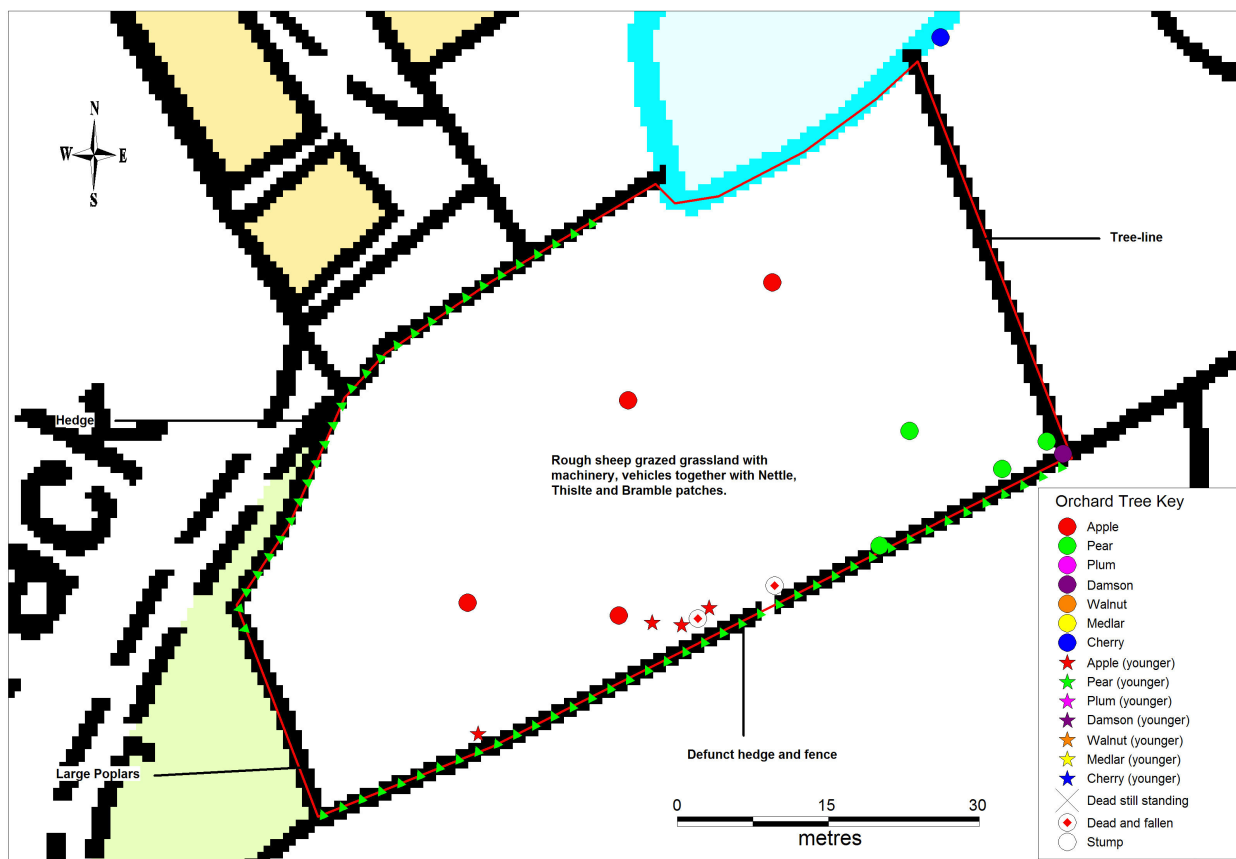 N
W E
S
Tree-line
Hedge
Rough sheep grazed grassland with
machinery, vehicles together with Nettle,
Thislte and Bramble patches.
Orchard Tree Key
Apple
Pear
Plum
Damson
Walnut
Medlar
Cherry
Apple (younger)
Pear (younger)
Plum (younger)
Damson (younger)
Walnut (younger)
Medlar (younger)
Cherry (younger)
Dead still standing
Dead and fallen
Stump
Defunct hedge and fence
Large Poplars
0 15 30
metres